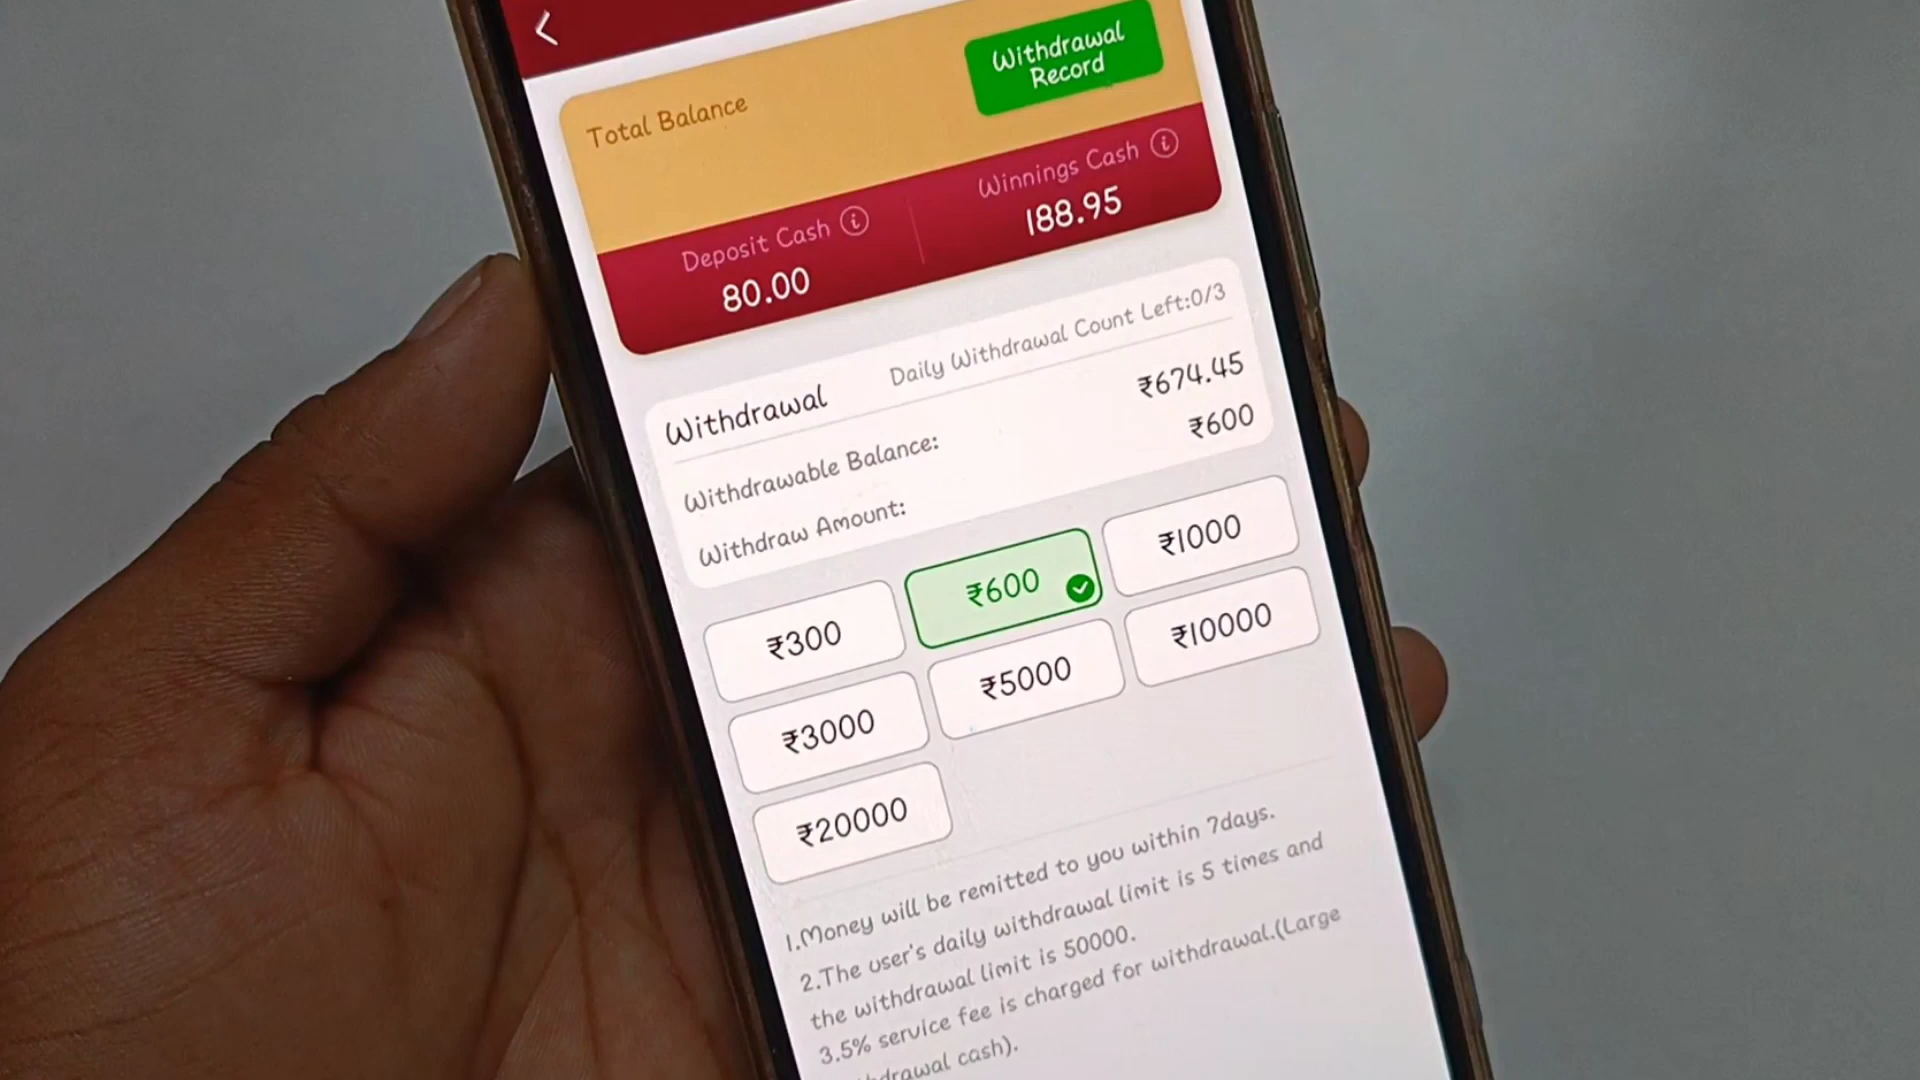 Total Balance
Withdrawal
Record
Deposit Cash
80.00
Winnings Cash
188.95
Withdrawal
Daily Withdrawal Count Left:0/3
Withdrawable Balance:
₹674.45
Withdraw Amount:
₹600
₹300
₹600
₹1000
₹3000
₹5000
₹10000
₹20000
1.Money will be remitted to you within 7days.
2.The user's daily withdrawal limit is 5 times and
the withdrawal limit is 50000.
3.5% service fee is charged for withdrawal.(Large
cash).